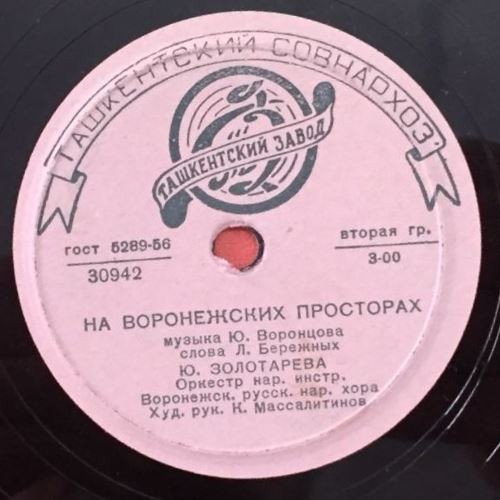 ТАШКЕНТСКИЙ СОВНАРХОЗ
ТАШКЕНТСКИЙ ЗАВОД
гост 5289-56
30942
вторая гр.
3-00
НА ВОРОНЕЖСКИХ ПРОСТОРАХ
музыка Ю. Воронцова
слова Л. Бережных
Ю. ЗОЛОТАРЕВА
Оркестр нар. инстр.
Воронежск. русск. нар. хора
Худ. рук. К. Массалитинов